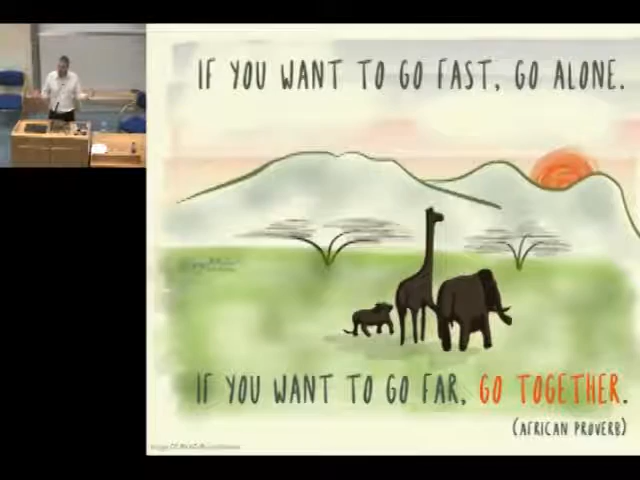 IF YOU WANT TO GO FAST, GO ALONE.
IF YOU WANT TO GO FAR, GO TOGETHER.
(AFRICAN PROVERB)